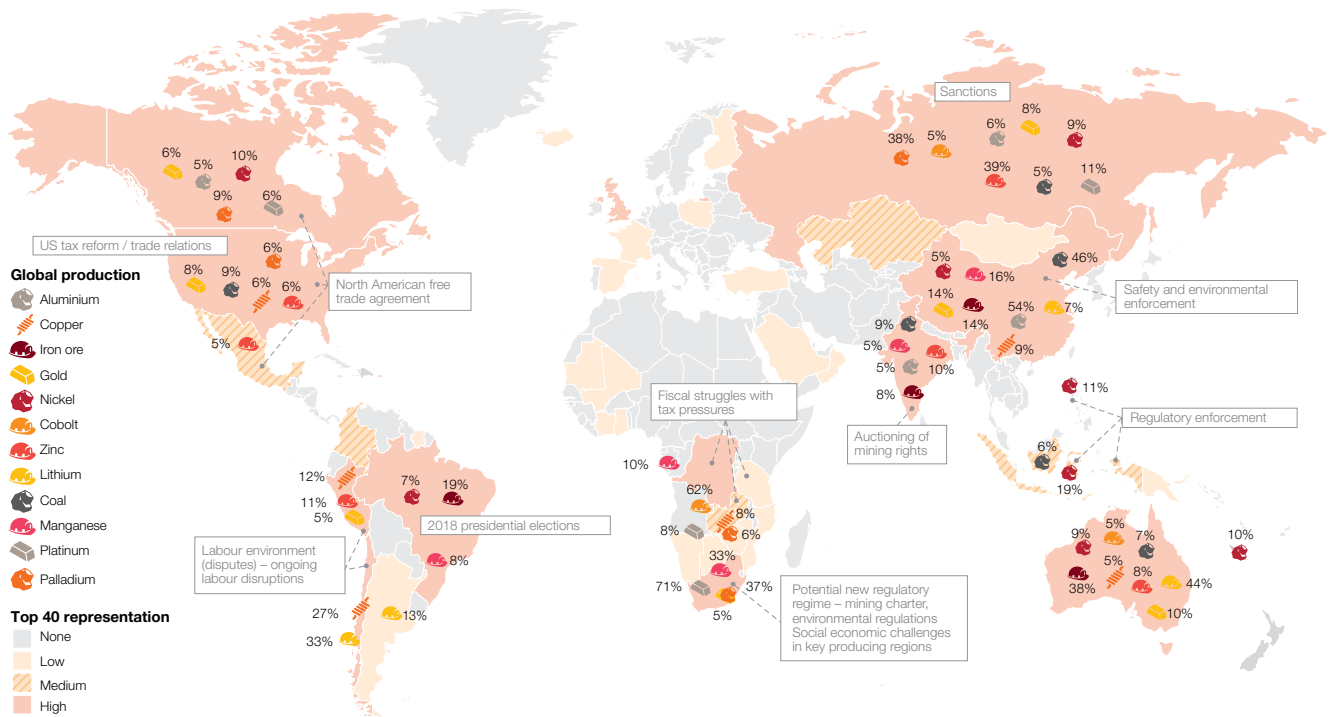 Sanctions
8%
6%
9%
38%
5%
39%
5%
11%
6%
5%
10%
9%
6%
US tax reform / trade relations
6%
8%
9%
6%
6%
5%
North American free
trade agreement
Global production
Aluminium
Copper
Iron ore
Gold
Nickel
Cobolt
Zinc
Lithium
Coal
Manganese
Platinum
Palladium
Top 40 representation
None
Low
Medium
High
46%
5%
16%
Safety and environmental
enforcement
14%
54%
7%
14%
9%
9%
5%
5%
10%
8%
Auctioning of
mining rights
11%
Regulatory enforcement
6%
19%
Fiscal struggles with
tax pressures
10%
62%
8%
8%
6%
33%
71%
37%
5%
Potential new regulatory
regime – mining charter,
environmental regulations
Social economic challenges
in key producing regions
12%
7%
19%
11%
5%
2018 presidential elections
Labour environment
(disputes) – ongoing
labour disruptions
8%
27%
13%
33%
5%
9%
7%
10%
5%
8%
44%
38%
10%